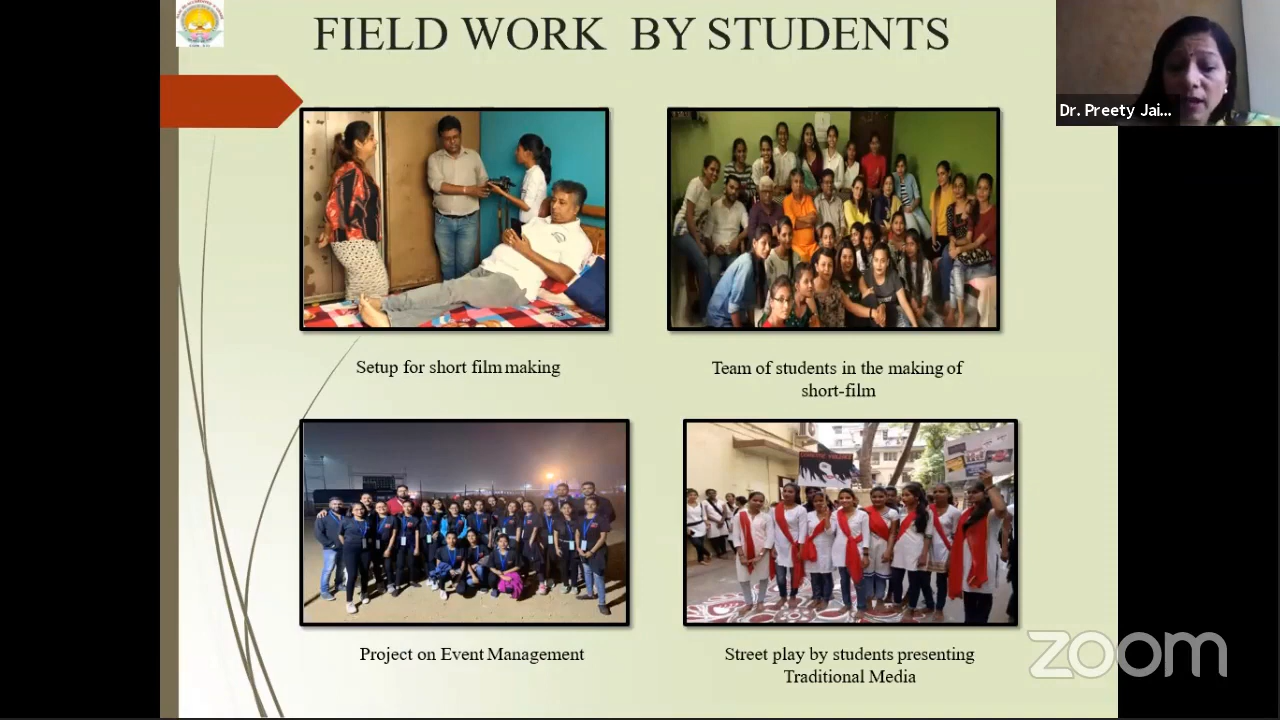 FIELD WORK BY STUDENTS
Dr. Preety Jai...
Setup for short film making
Team of students in the making of
short-film
Project on Event Management
Street play by students presenting
Traditional Media
zoom